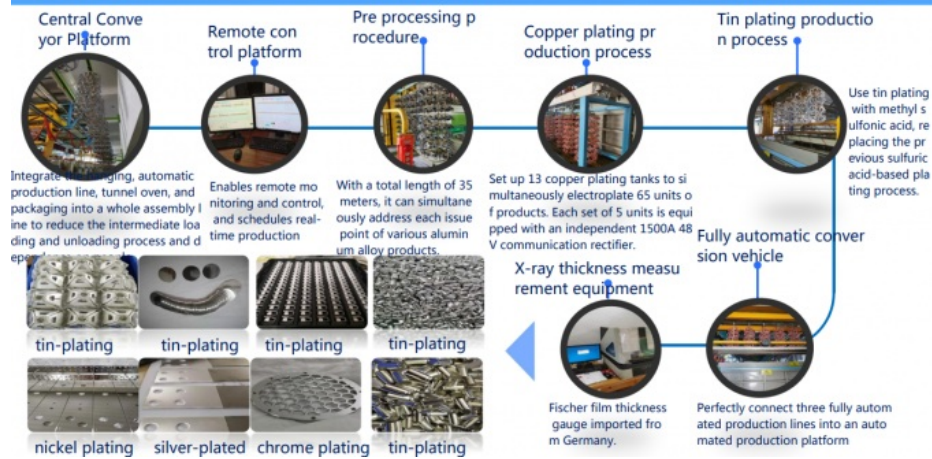 Central Conve
yor Platform
Integrate the hanging, automatic
production line, tunnel oven, and
packaging into a whole assembly l
ine to reduce the intermediate loa
ding and unloading process and d
Remote con
trol platform
Enables remote mo
nitoring and control,
and schedules real-
time production
Pre processing p
rocedure
With a total length of 35
meters, it can simultane
ously address each issue
point of various alumin
um alloy products.
Copper plating pr
oduction process
Set up 13 copper plating tanks to si
multaneously electroplate 65 units o
f products. Each set of 5 units is equi
pped with an independent 1500A 48
V communication rectifier.
Tin plating productio
n process
Use tin plating
with methyl s
ulfonic acid, re
placing the pr
evious sulfuric
acid-based pla
ting process.
Fully automatic conver
sion vehicle
Perfectly connect three fully autom
ated production lines into an auto
mated production platform
X-ray thickness measu
rement equipment
Fischer film thickness
gauge imported fro
m Germany.
tin-plating
tin-plating
tin-plating
tin-plating
nickel plating
silver-plated
chrome plating
tin-plating